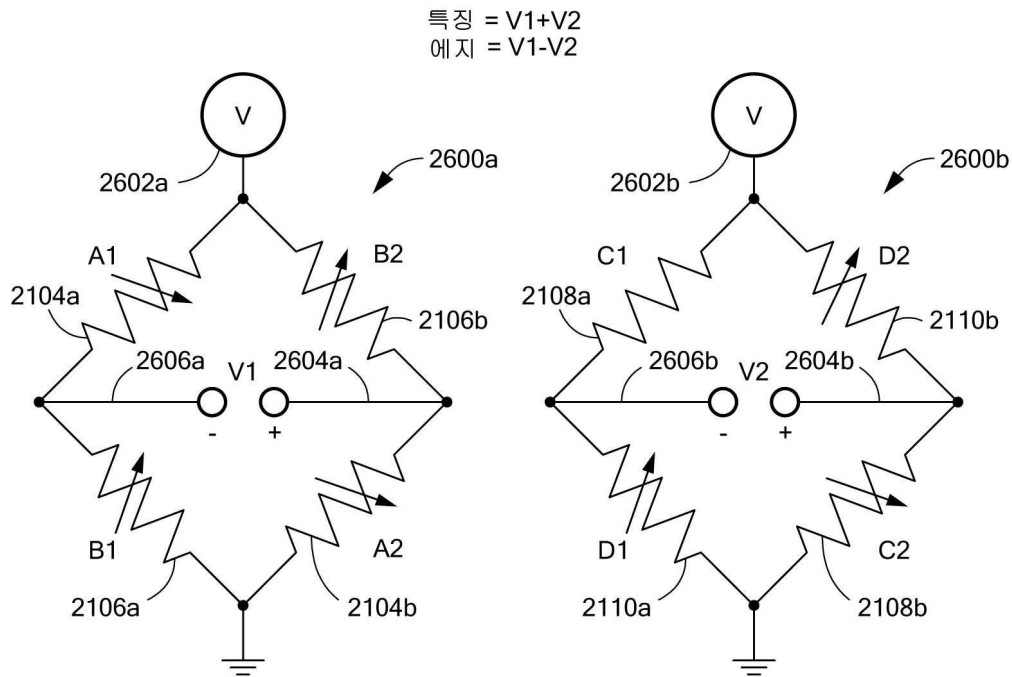 특징 = V1+V2
에지 = V1-V2
V
V
2602a
2600a
2602b
2600b
A1
B2
C1
D2
2104a
2106b
2108a
2110b
2606a
V1
2604a
2606b
V2
2604b
-
+
-
+
B1
A2
D1
C2
2106a
2104b
2110a
2108b